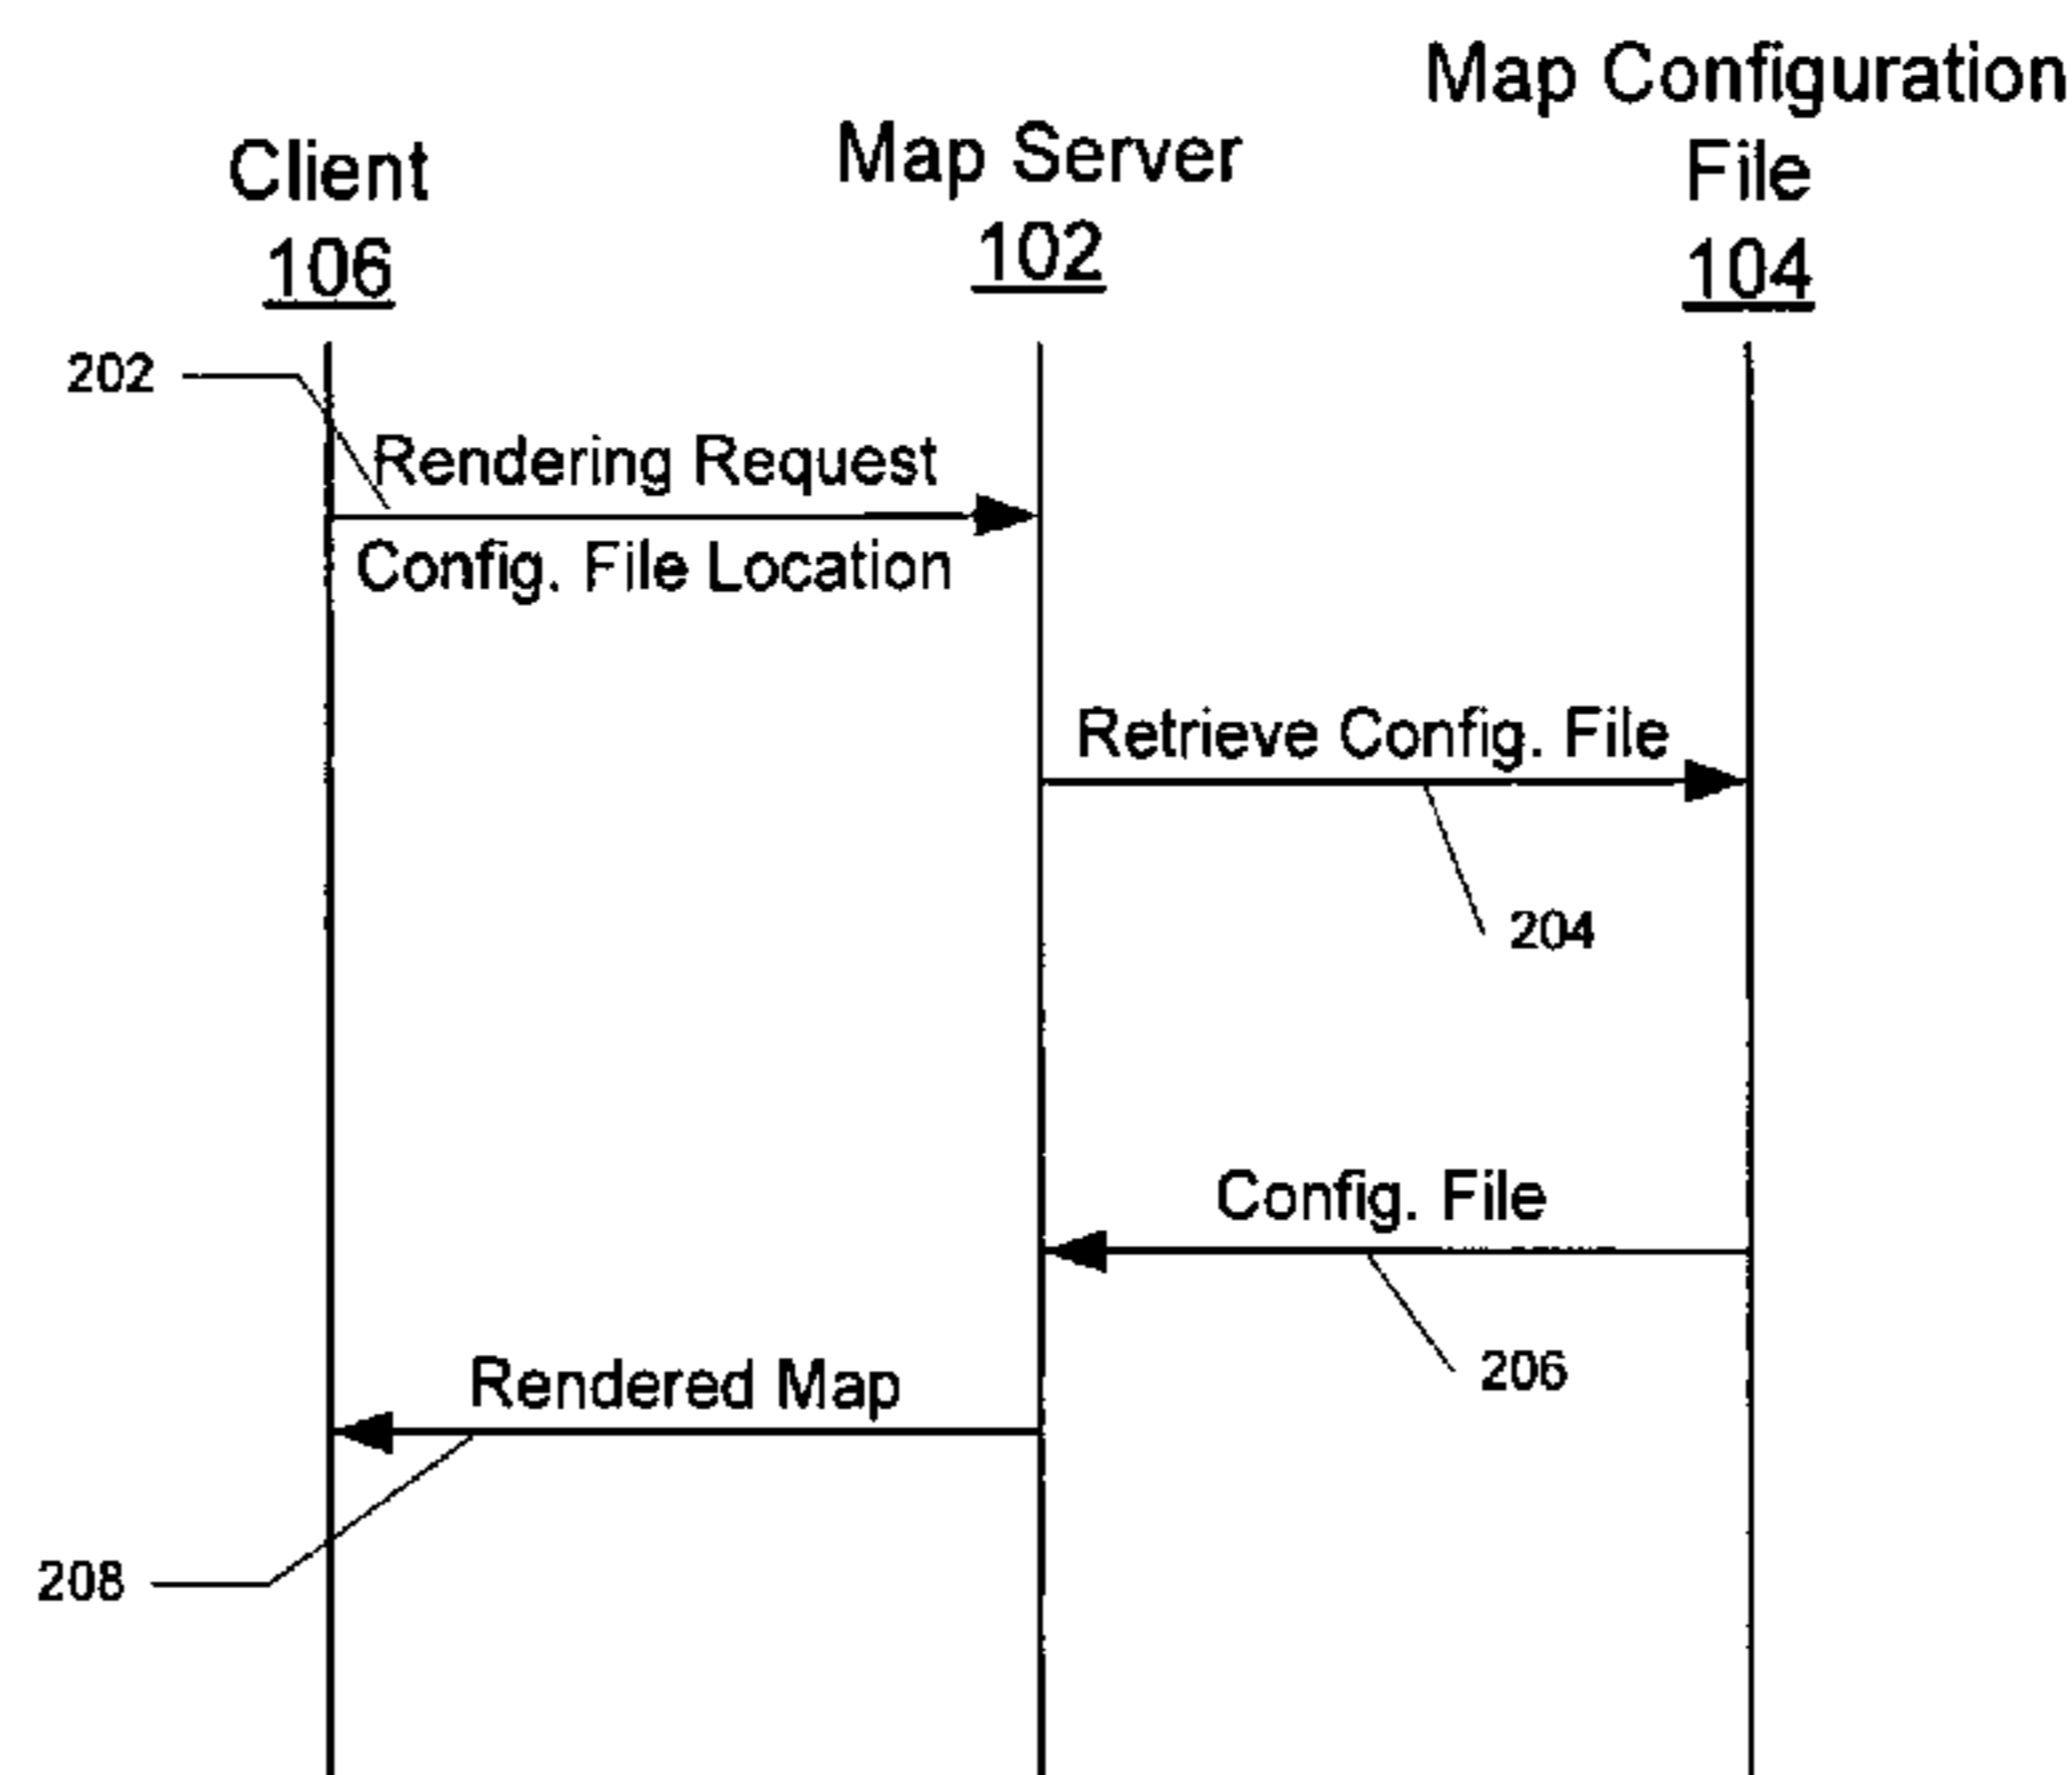 Map Configuration
File
104
Map Server
102
Client
106
202
Rendering Request
Config. File Location
Retrieve Config. File
204
Config. File
206
Rendered Map
208